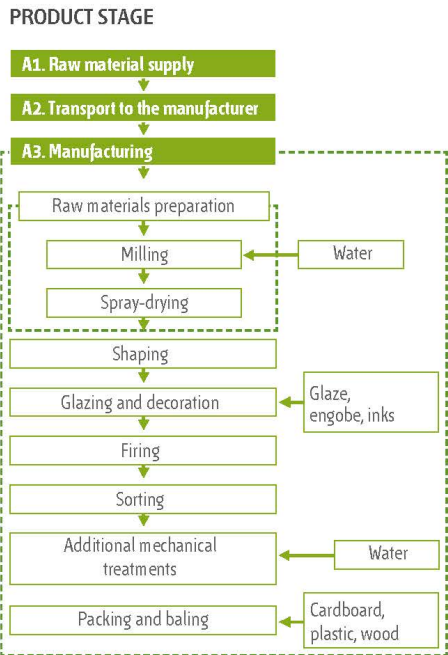 PRODUCT STAGE
A1. Raw material supply
A2. Transport to the manufacturer
A3. Manufacturing
Raw materials preparation
Milling
Water
Spray-drying
Shaping
Glazing and decoration
Glaze,
engobe, inks
Firing
Sorting
Additional mechanical
treatments
Water
Packing and baling
Cardboard,
plastic, wood